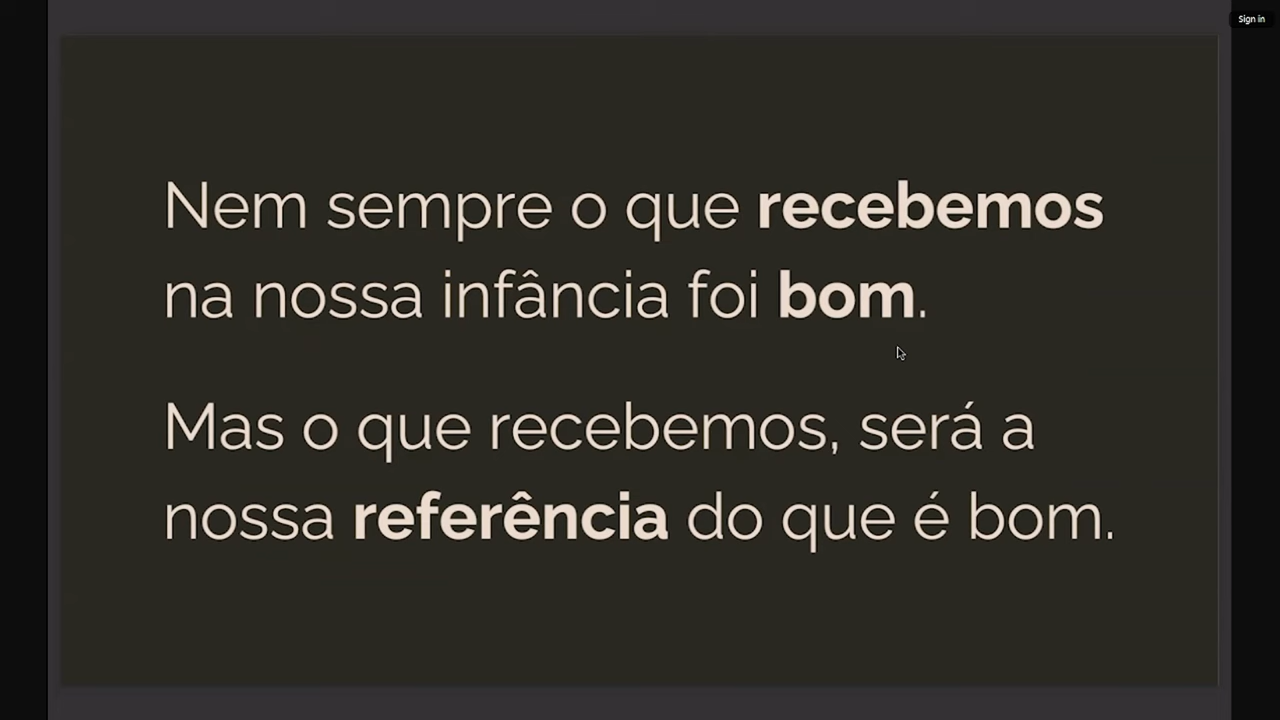 Sign in
Nem sempre o que recebemos
na nossa infância foi bom.
Mas o que recebemos, será a
nossa referência do que é bom.